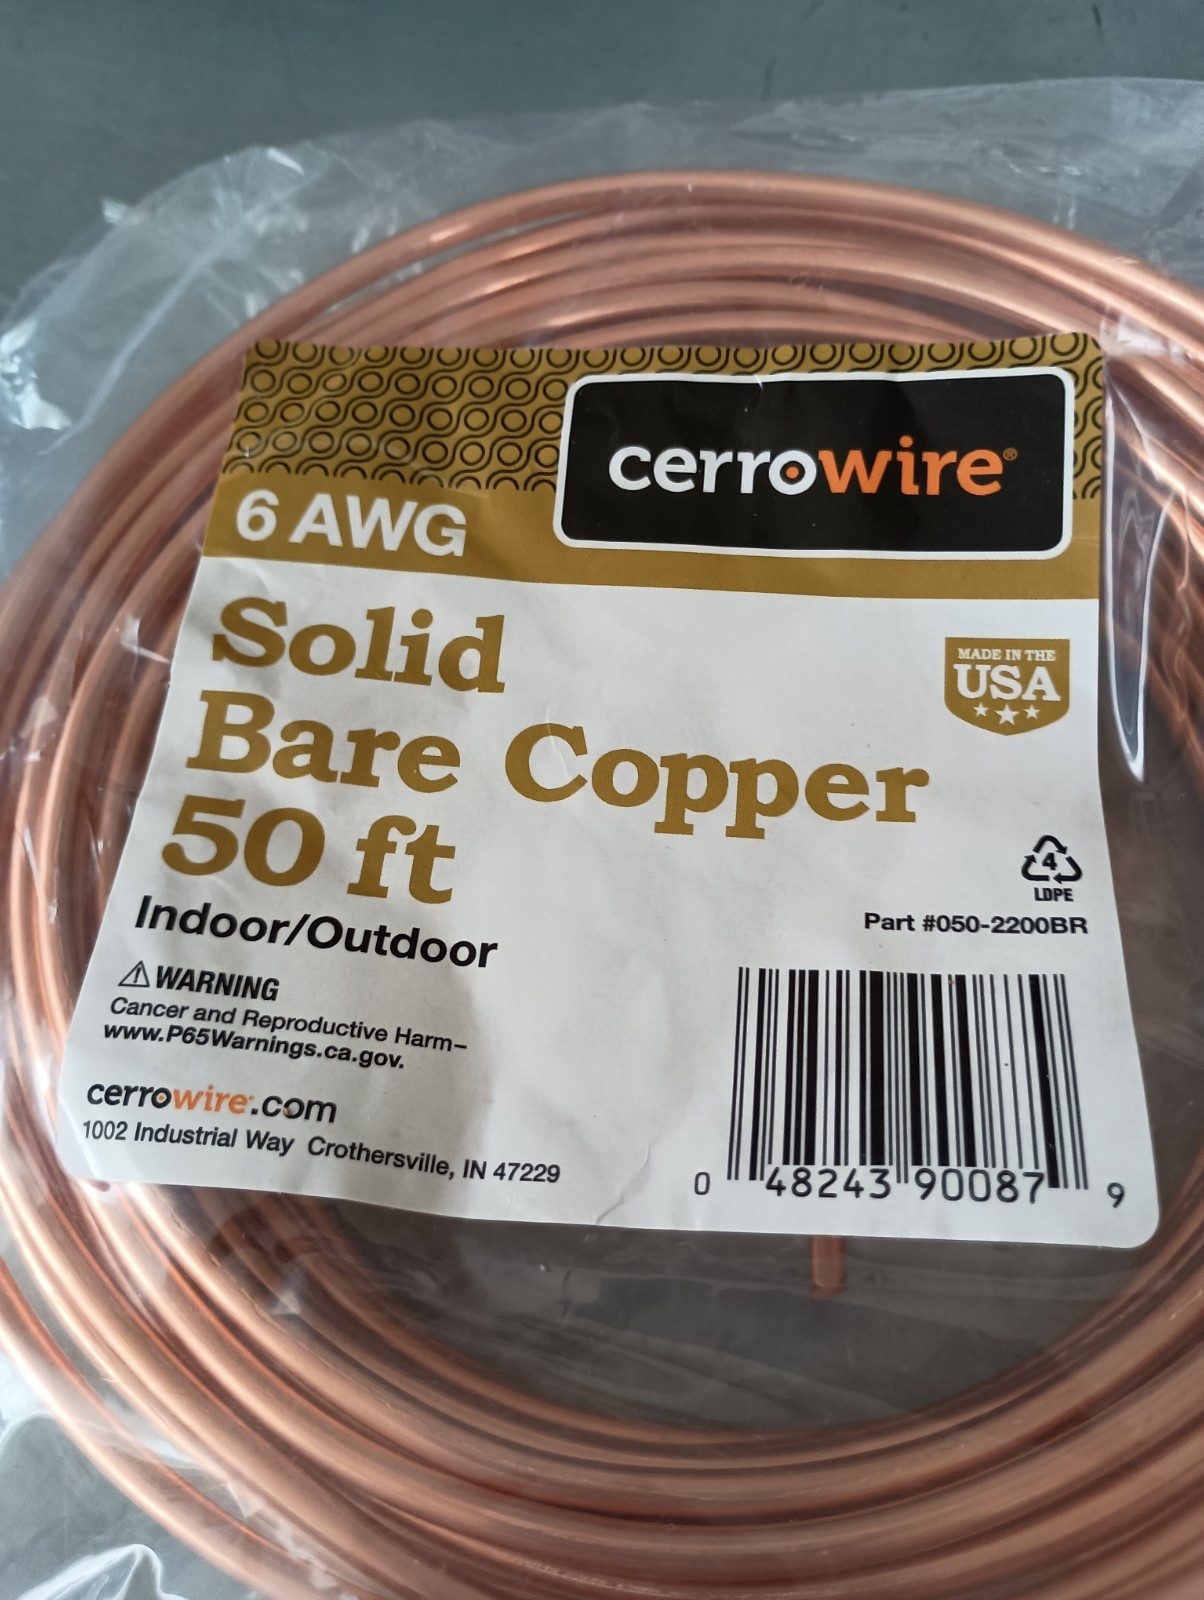 cerrowire®
6 AWG
Solid
Bare Copper
50 ft
Indoor/Outdoor
MADE IN THE
USA
4
LDPE
Part #050-2200BR
⚠ WARNING
Cancer and Reproductive Harm–
www.P65Warnings.ca.gov.
cerrowire.com
1002 Industrial Way Crothersville, IN 47229
0 48243 90087 9